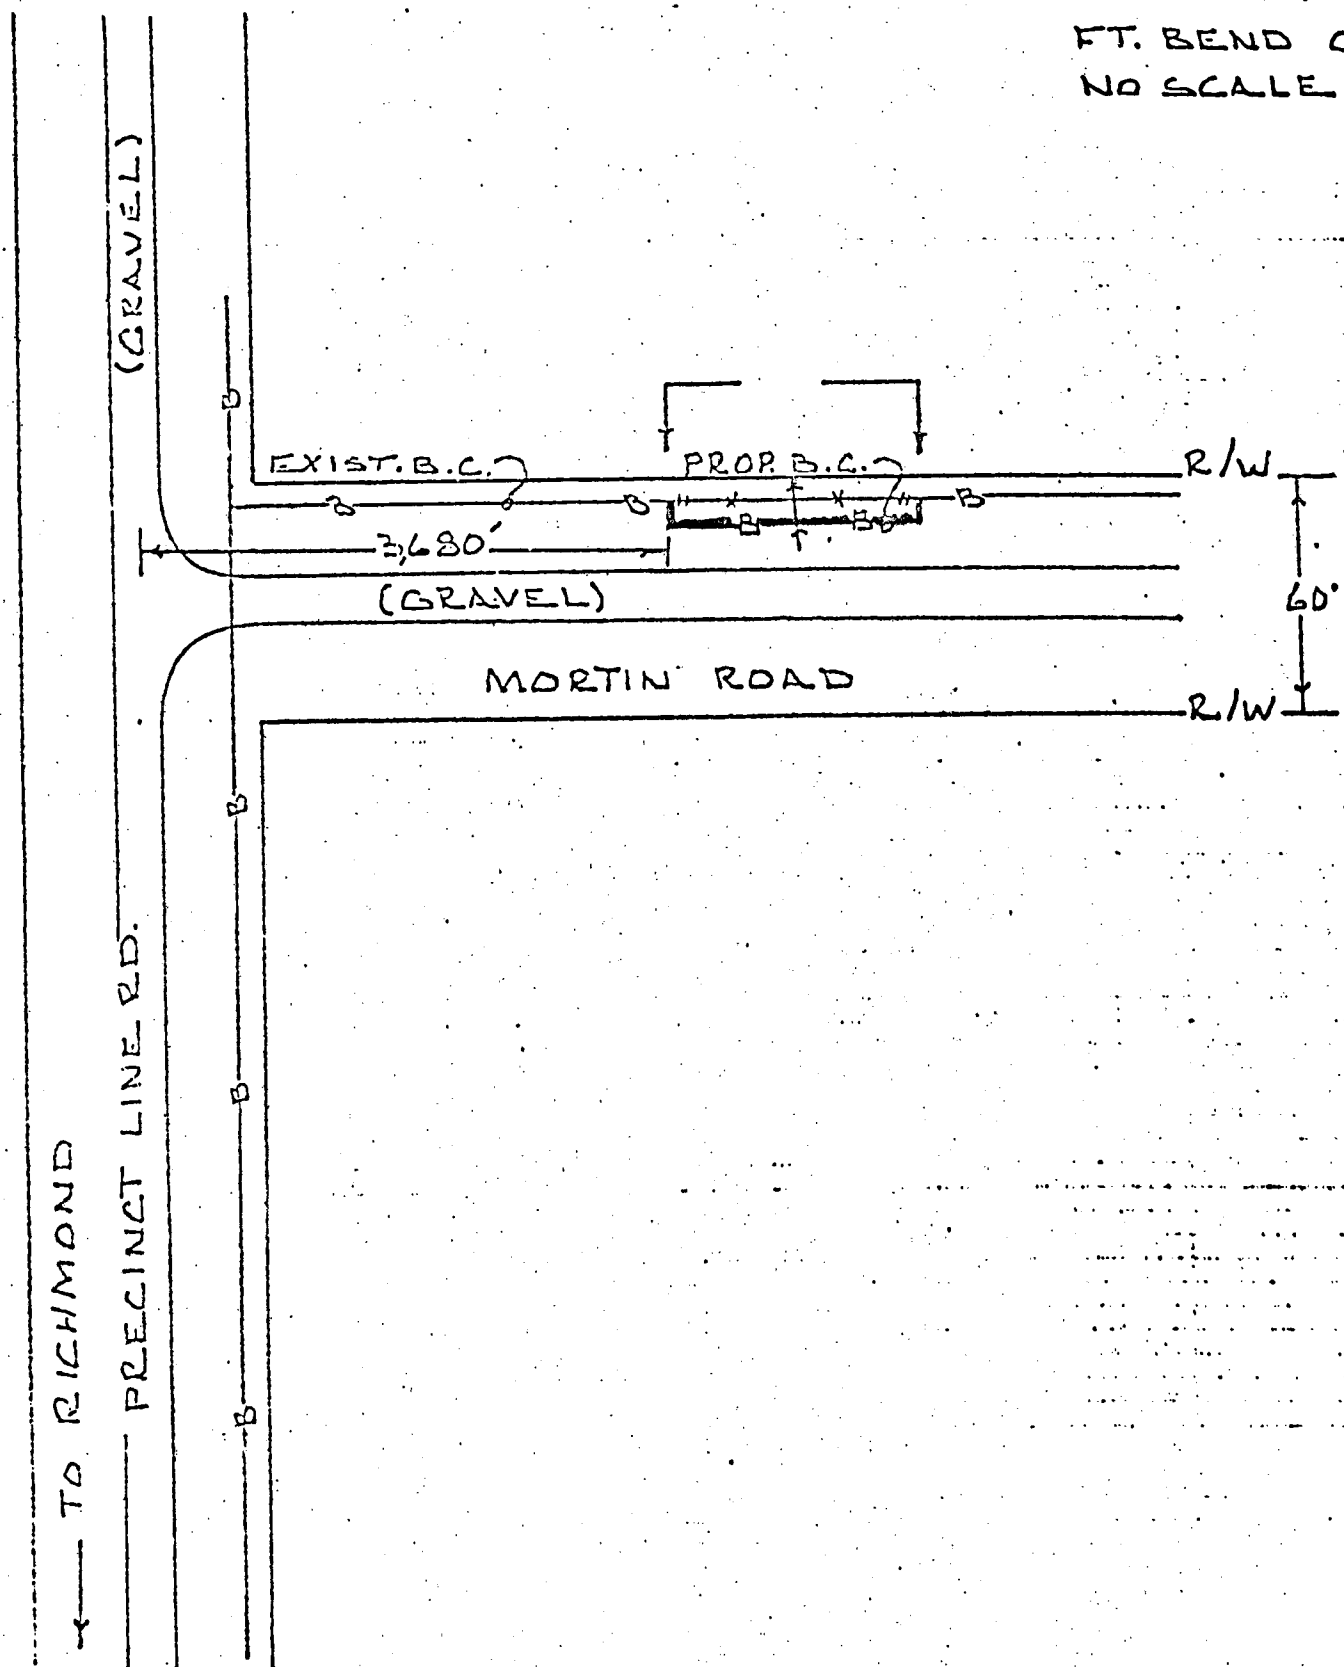 FT. BEND C
NO SCALE
(GRAVEL)
B
EXIST. B.C.
PROP. B.C.
R/W
B
B
B
B
B
3,680'
(GRAVEL)
60'
MORTIN ROAD
R/W
B
PRECINCT LINE RD.
B
TO RICHMOND
B